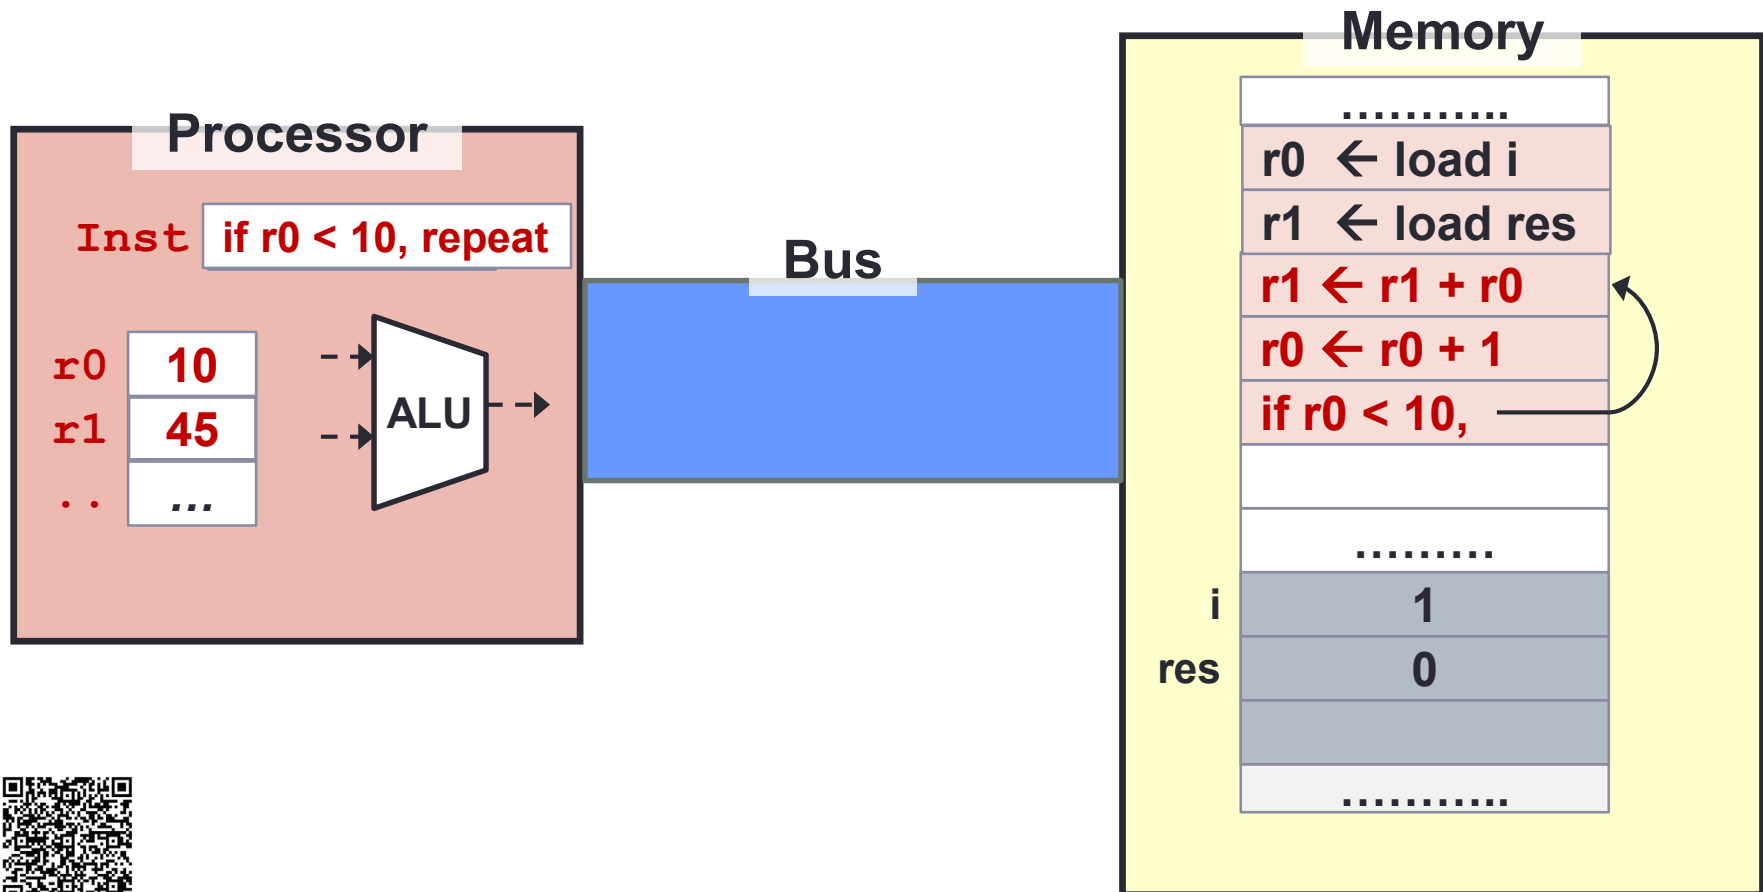 Processor
Inst if r0 < 10, repeat
r0 10
r1 45
.. ...
ALU
Bus
Memory
...........
r0 ← load i
r1 ← load res
r1 ← r1 + r0
r0 ← r0 + 1
if r0 < 10,
.........
i 1
res 0
...........